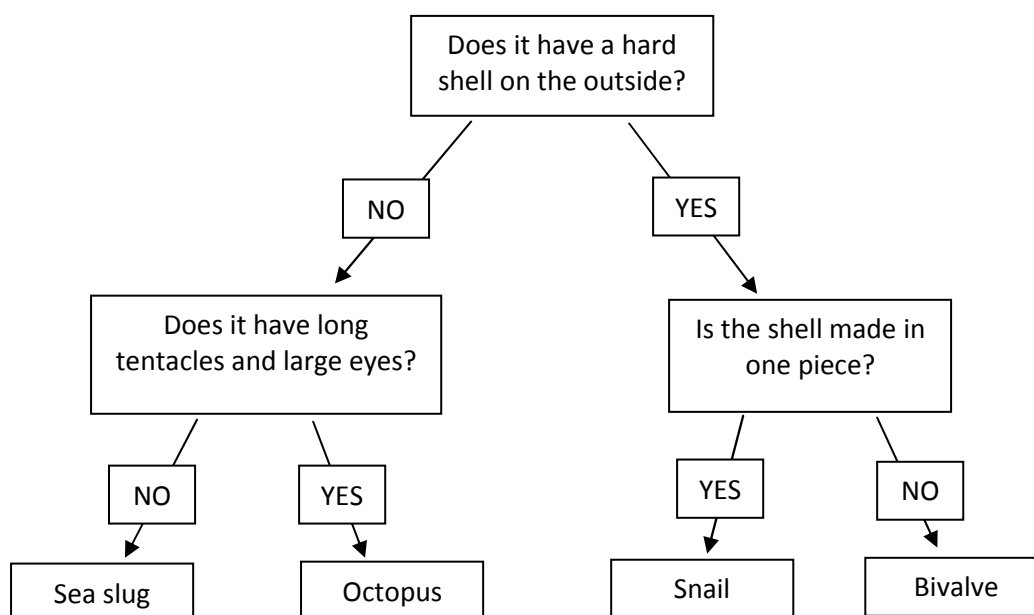 Does it have a hard
shell on the outside?
NO
YES
Does it have long
tentacles and large eyes?
Is the shell made in
one piece?
NO
YES
YES
NO
Sea slug
Octopus
Snail
Bivalve